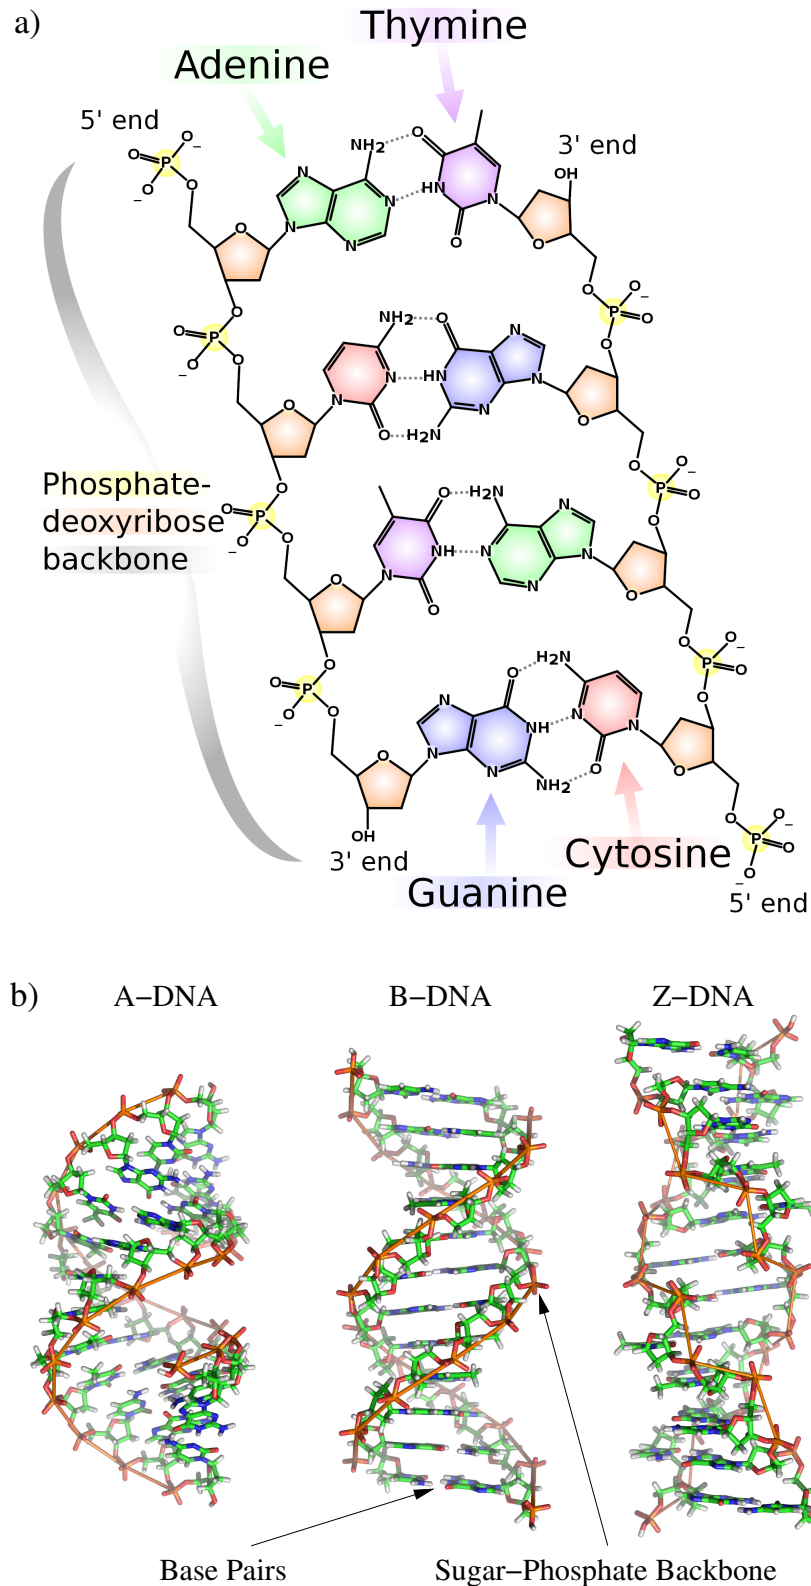 a)
Thymine
Adenine
5' end
3' end
O
−
O
P
O
−
O
NH2
O
HN
N
O
N
N
N
N
N
OH
O
O
O
O
P
O
−
O
−
O
O
P
O
−
O
O
NH2
N
O
N
O
O
HN
H2N
N
N
N
O
O
O
P
O
−
O
O
Phosphate-
deoxyribose
backbone
O
P
O
−
O
O
O
NH
O
N
O
H2N
N
N
N
N
O
O
O
P
O
−
O
O
P
O
−
O
O
O
NH
N
N
N
NH2
H2N
N
O
N
O
O
OH
O
O
−
P
O
O
−
3' end
Cytosine
Guanine
5' end
b)
A−DNA
B−DNA
Z−DNA
Base Pairs
Sugar−Phosphate Backbone